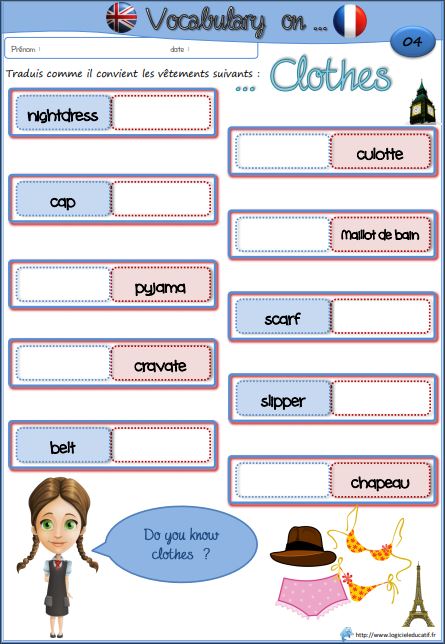 Vocabulary on ...
Prénom :
date :
04
Traduis comme il convient les vêtements suivants :
... Clothes
nightdress
culotte
cap
Maillot de bain
pyjama
scarf
cravate
slipper
belt
chapeau
Do you know
clothes ?
http://www.logicieleducatif.fr